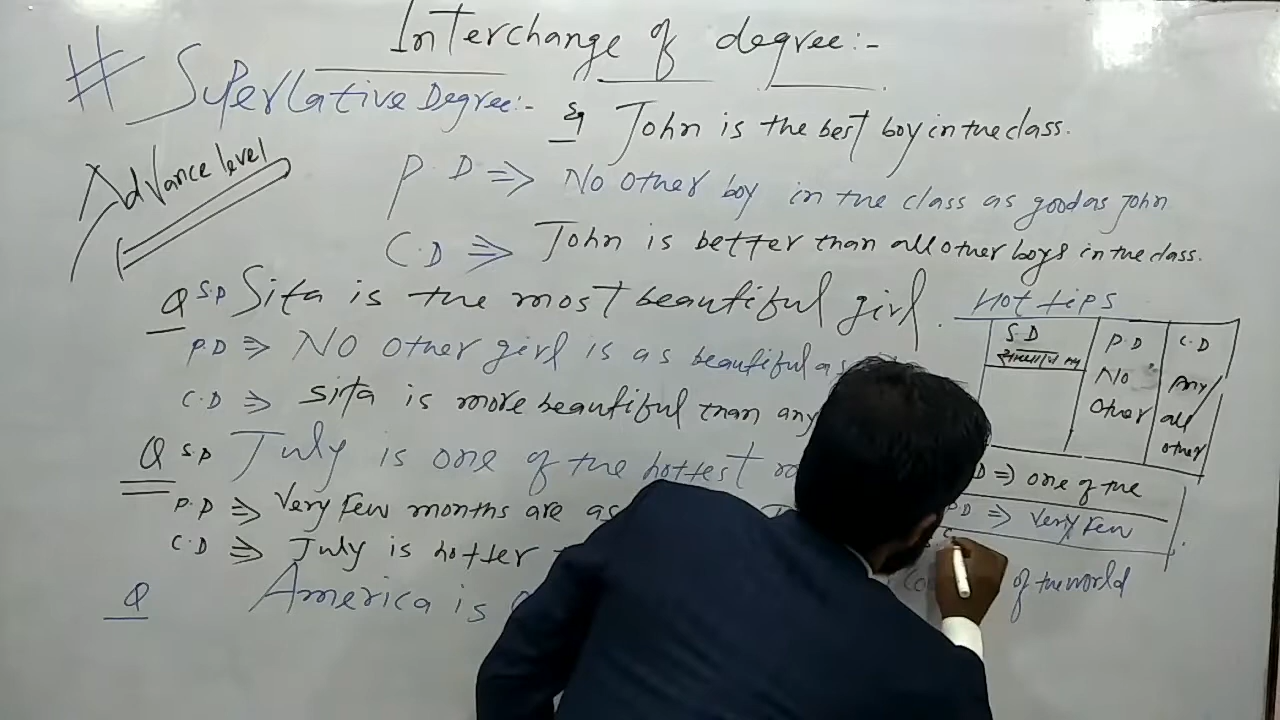 Interchange of degree:-
# Superlative Degree:-
Eg John is the best boy in the class.
Advance level
P.D ⇒ No other boy in the class as good as John
C.D ⇒ John is better than all other boys in the class.
Q S.D Sita is the most beautiful girl.
P.D ⇒ No other girl is as beautiful as
C.D ⇒ Sita is more beautiful than any
Q S.D July is one of the hottest
P.D ⇒ Very few months are as
C.D ⇒ July is hotter
Q America is
of the world
Hot tips
S.D P.D C.D
No other
Any/all other
D ⇒ one of the
P.D ⇒ Very few
C